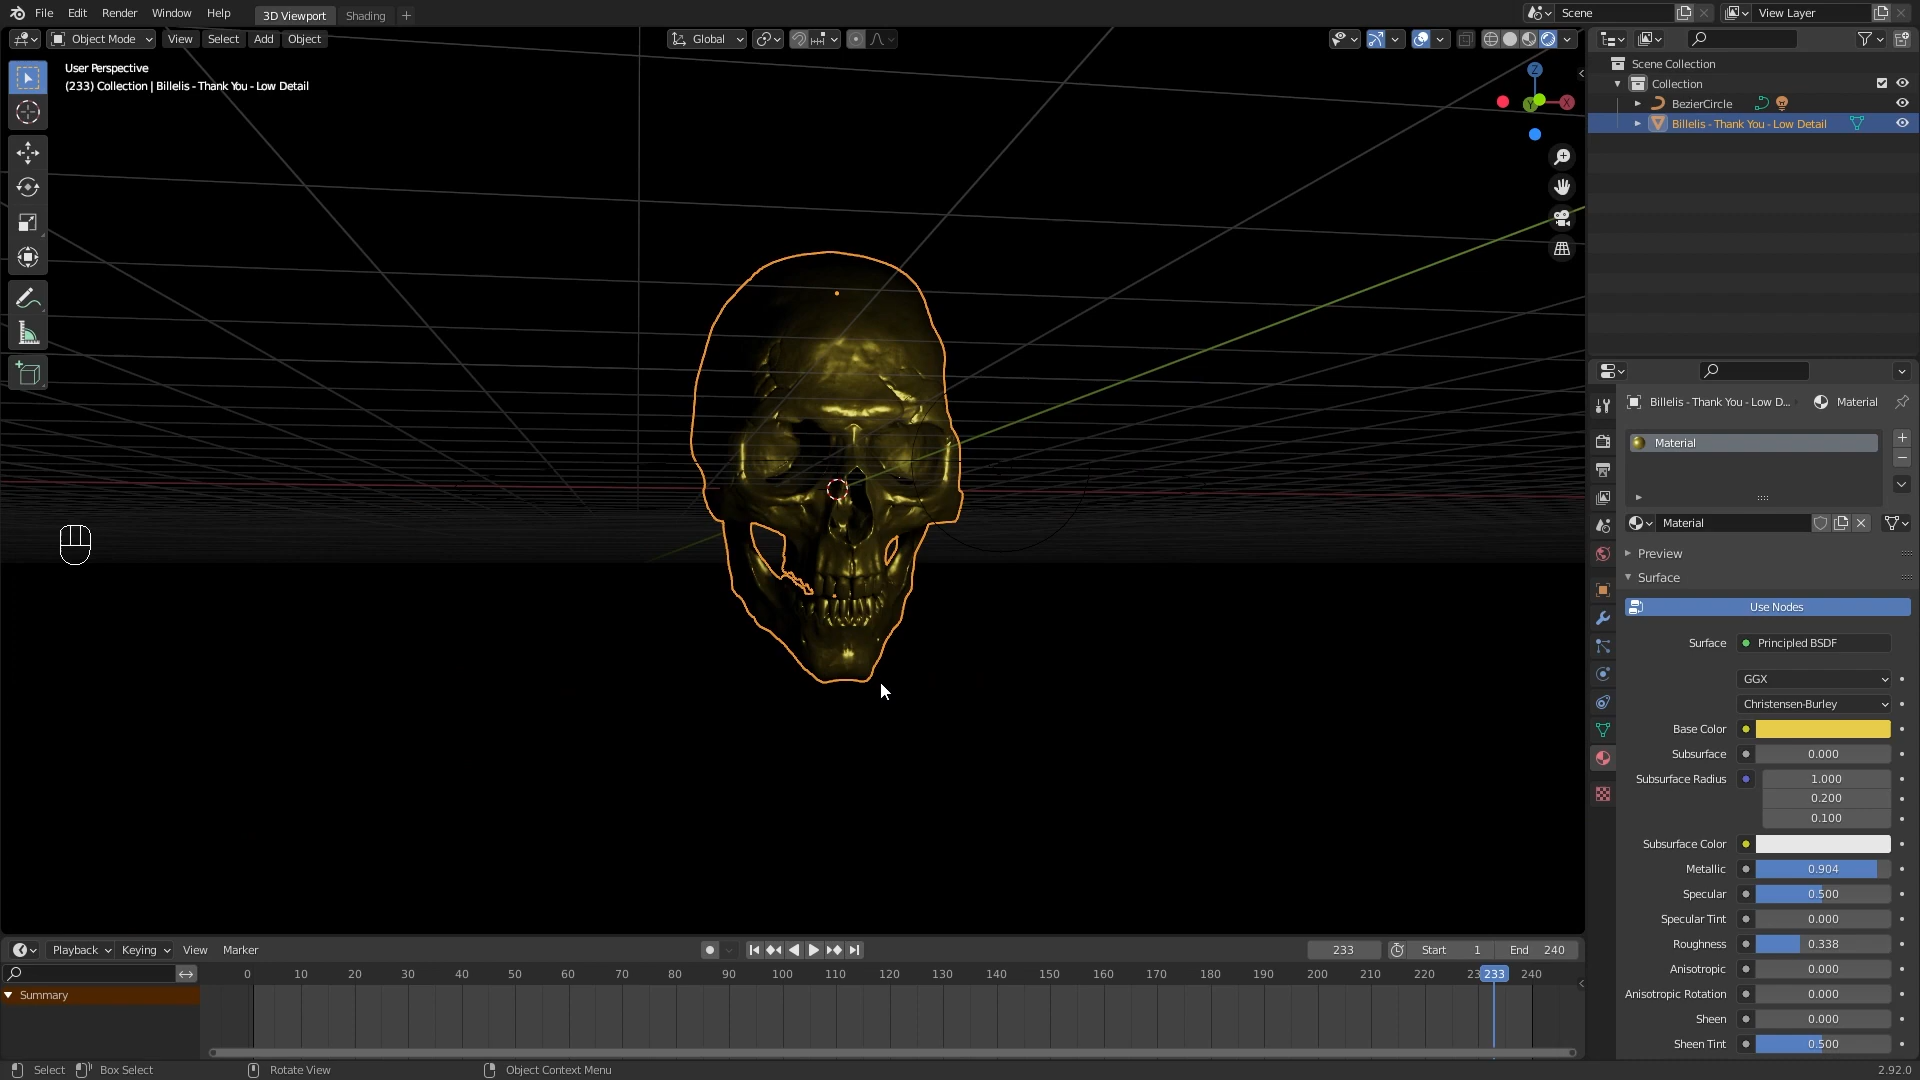 File Edit Render Window Help 3D Viewport Shading + Scene View Layer
Object Mode View Select Add Object Global
User Perspective
(233) Collection | Billelis - Thank You - Low Detail
Z
Y
X
Scene Collection
Collection
BezierCircle
Billelis - Thank You - Low Detail
Billelis - Thank You - Low D... Material
Material
Material
Preview
Surface
Use Nodes
Surface Principled BSDF
GGX
Christensen-Burley
Base Color
Subsurface 0.000
Subsurface Radius 1.000
0.200
0.100
Subsurface Color
Metallic 0.904
Specular 0.500
Specular Tint 0.000
Roughness 0.338
Anisotropic 0.000
Anisotropic Rotation 0.000
Sheen 0.000
Sheen Tint 0.500
Playback Keying View Marker 233 Start 1 End 240
0 10 20 30 40 50 60 70 80 90 100 110 120 130 140 150 160 170 180 190 200 210 220 23 233 240
Summary
Select Box Select Rotate View Object Context Menu 2.92.0